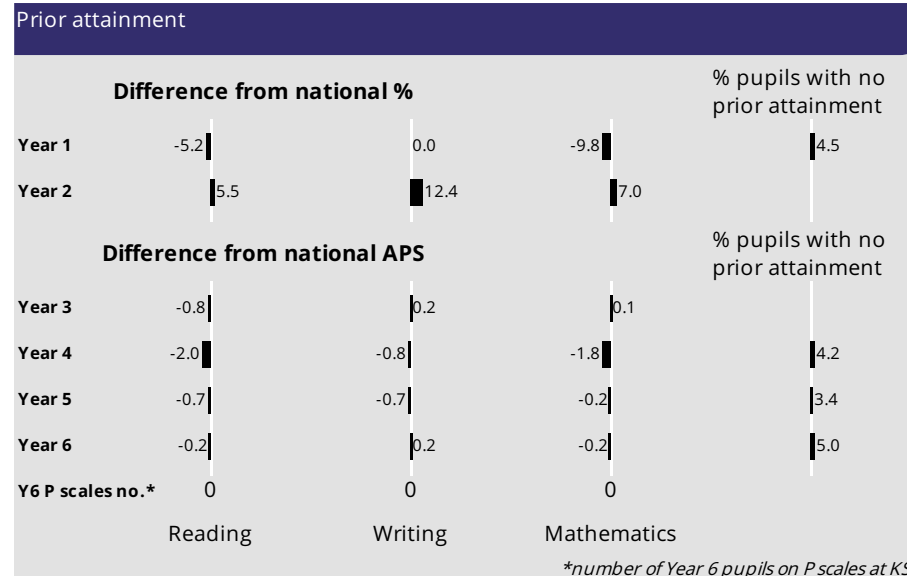 Prior attainment
Difference from national %
% pupils with no
prior attainment
Year 1 -5.2 0.0 -9.8 4.5
Year 2 5.5 12.4 7.0
Difference from national APS
% pupils with no
prior attainment
Year 3 -0.8 0.2 0.1
Year 4 -2.0 -0.8 -1.8 4.2
Year 5 -0.7 -0.7 -0.2 3.4
Year 6 -0.2 0.2 -0.2 5.0
Y6 P scales no.* 0 0 0
Reading Writing Mathematics
*number of Year 6 pupils on P scales at KS